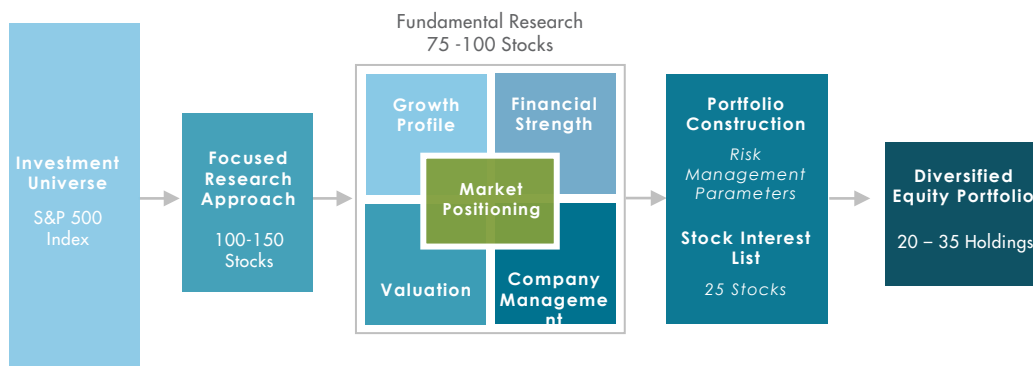 Fundamental Research
75 -100 Stocks
Investment
Universe
S&P 500
Index
Focused
Research
Approach
100-150
Stocks
Growth
Profile
Financial
Strength
Market
Positioning
Valuation
Company
Manageme
nt
Portfolio
Construction
Risk
Management
Parameters
Stock Interest
List
25 Stocks
Diversified
Equity Portfolio
20 – 35 Holdings